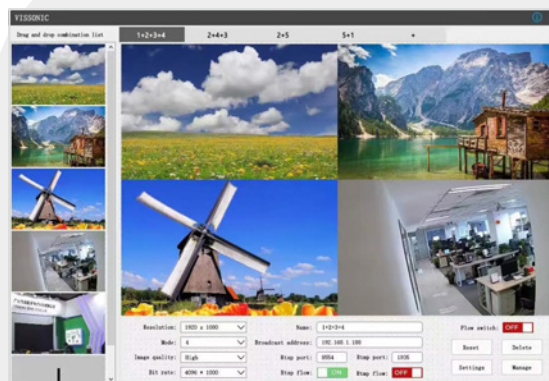 VISSONIC
Drag and drop combination list
1+2+3+4
2+4+3
2+5
5+1
+
Resolution: 1920 x 1080
Name: 1+2+3+4
Flow switch: OFF
Mode: 4
Broadcast address: 192.168.1.188
Image quality: High
Rtsp port: 8554
Rtmp port: 1935
Reset
Delete
Bit rate: 4096 * 1000
Rtsp flow: ON
Rtmp flow: OFF
Settings
Manage